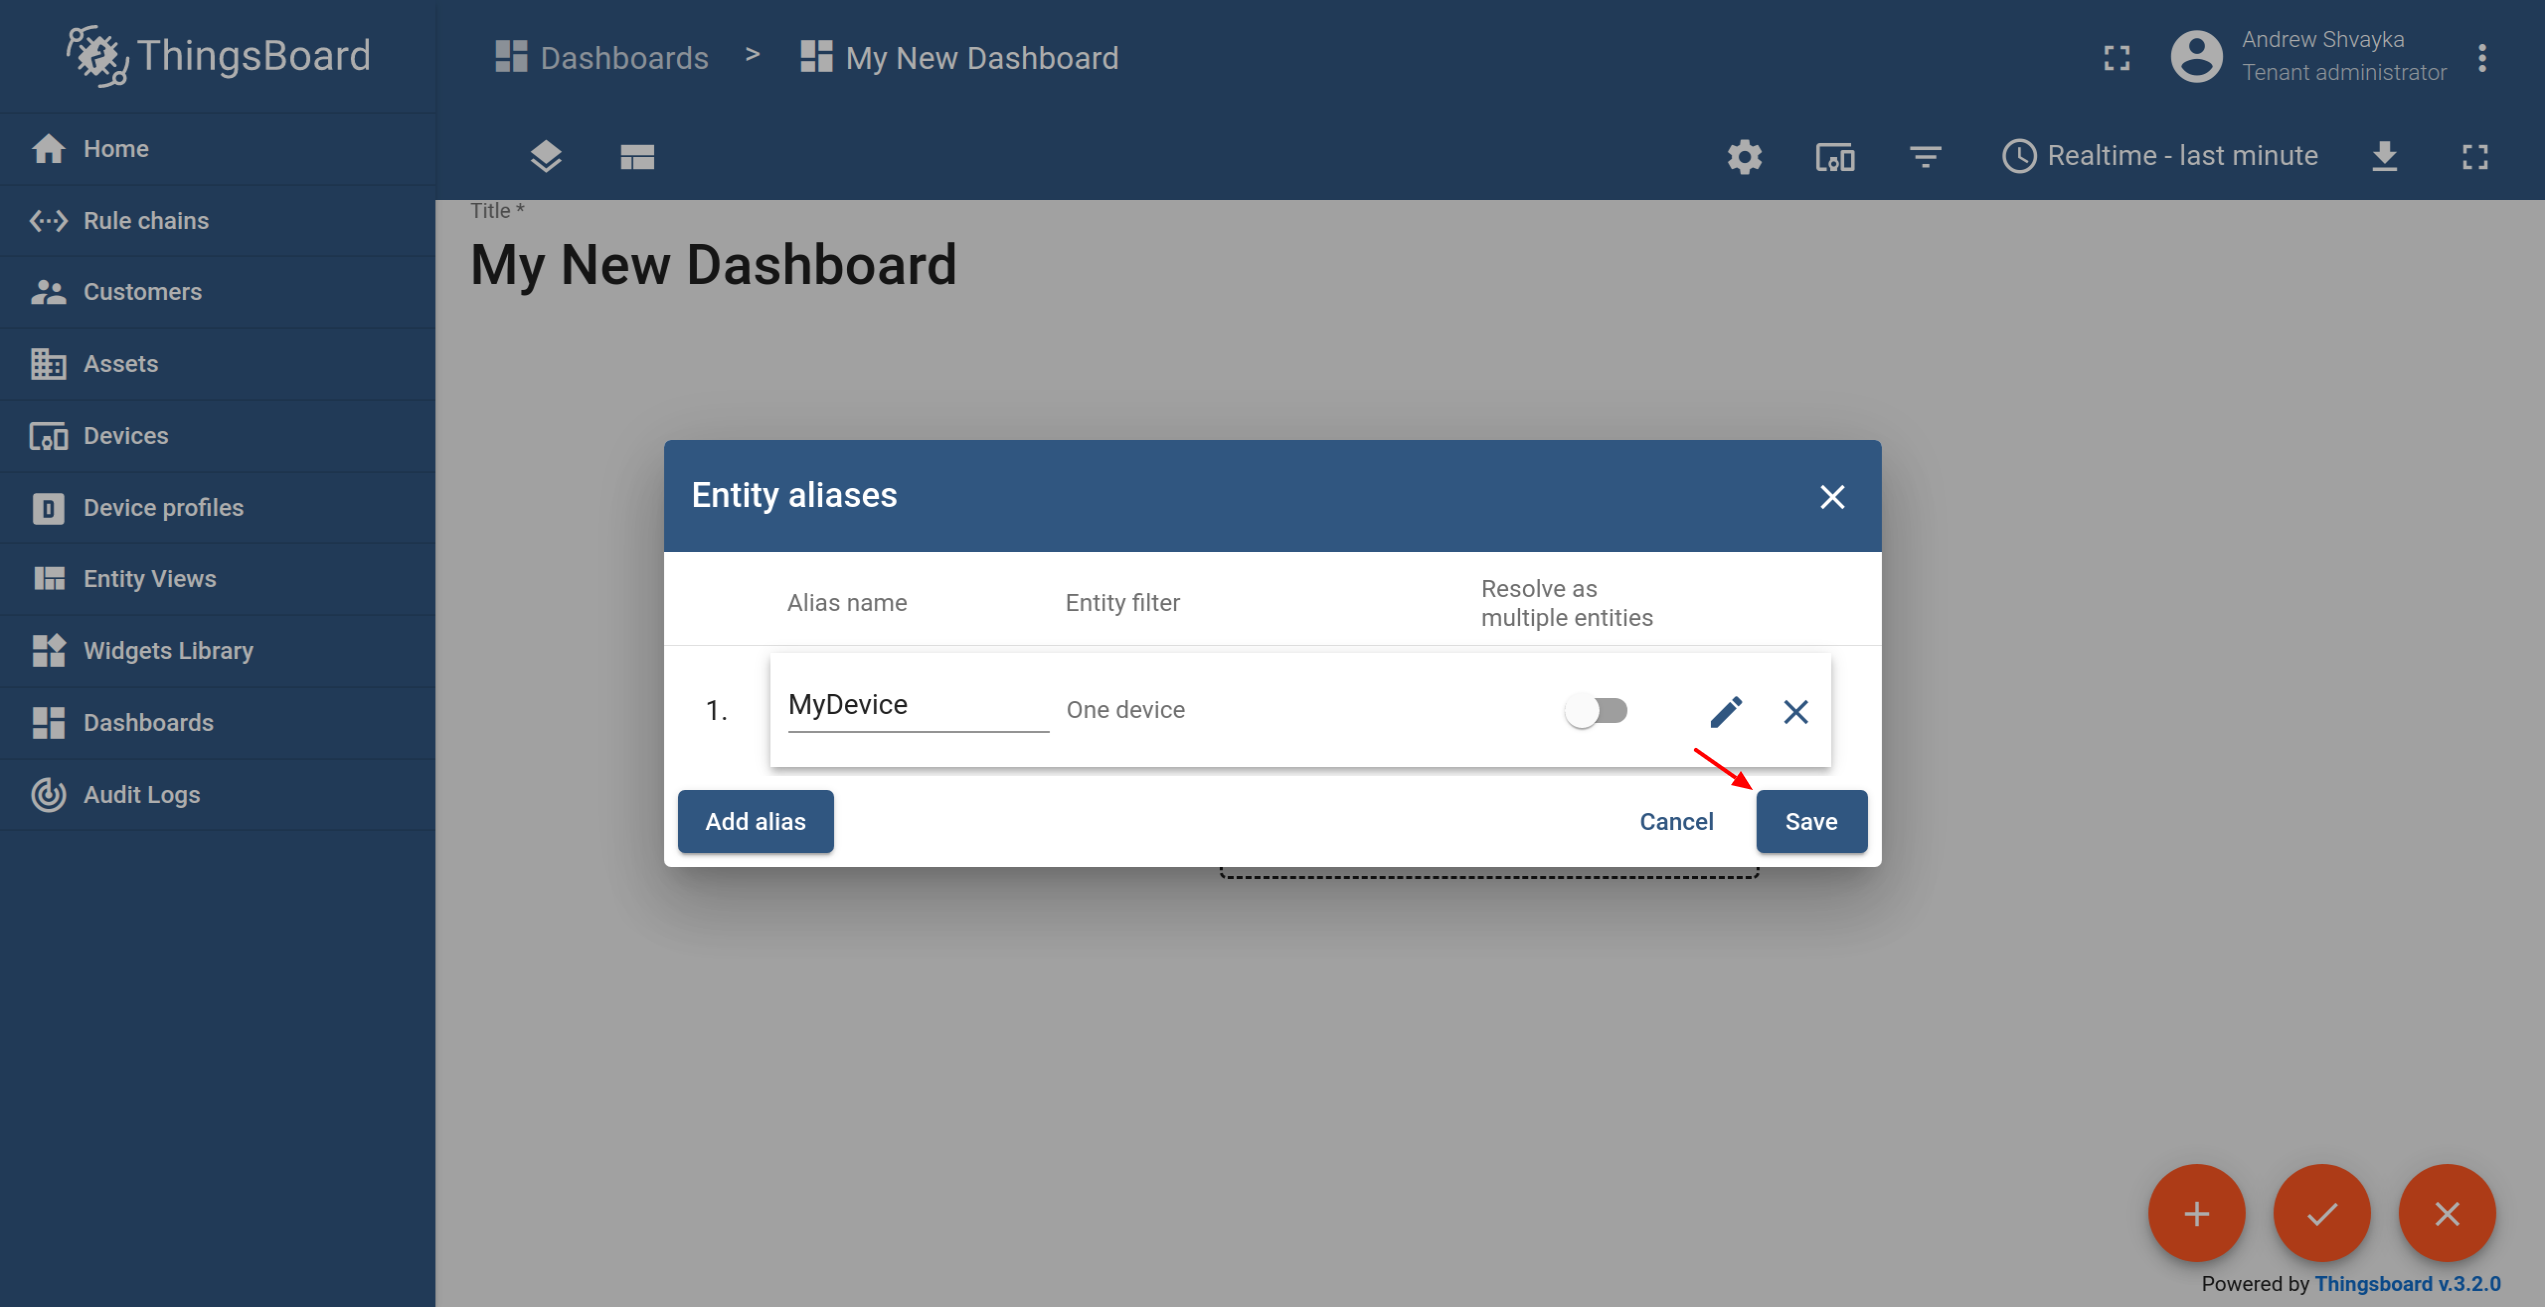 ThingsBoard
Dashboards > My New Dashboard
Andrew Shvayka
Tenant administrator
Home
Rule chains
Customers
Assets
Devices
Device profiles
Entity Views
Widgets Library
Dashboards
Audit Logs
Realtime - last minute
Title *
My New Dashboard
Entity aliases
Alias name
Entity filter
Resolve as
multiple entities
1.
MyDevice
One device
Add alias
Cancel
Save
Powered by Thingsboard v.3.2.0